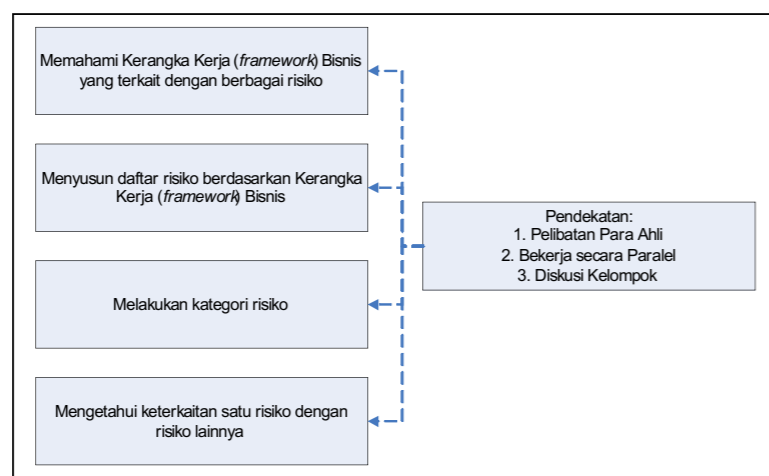 Memahami Kerangka Kerja (framework) Bisnis
yang terkait dengan berbagai risiko
Menyusun daftar risiko berdasarkan Kerangka
Kerja (framework) Bisnis
Melakukan kategori risiko
Mengetahui keterkaitan satu risiko dengan
risiko lainnya
Pendekatan:
1. Pelibatan Para Ahli
2. Bekerja secara Paralel
3. Diskusi Kelompok